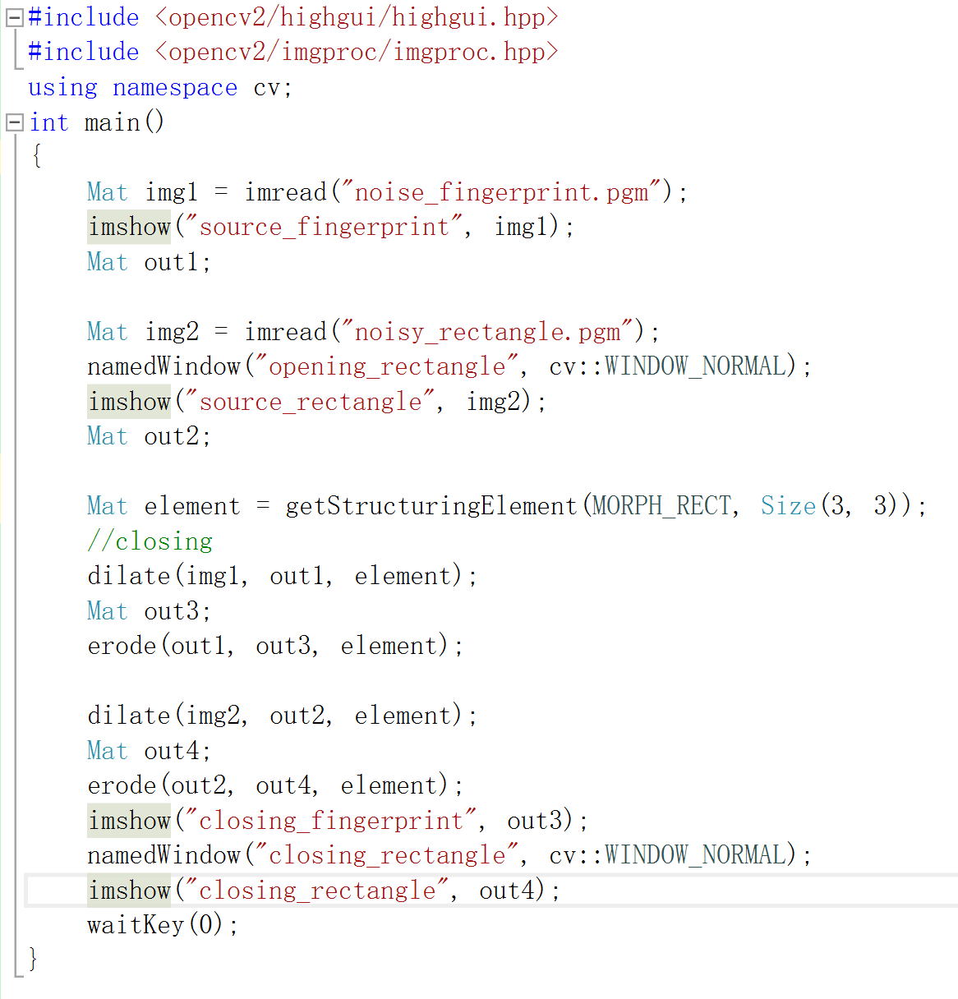 #include <opencv2/highgui/highgui.hpp>
#include <opencv2/imgproc/imgproc.hpp>
using namespace cv;
int main()
{
Mat img1 = imread("noise_fingerprint.pgm");
imshow("source_fingerprint", img1);
Mat out1;
Mat img2 = imread("noisy_rectangle.pgm");
namedWindow("opening_rectangle", cv::WINDOW_NORMAL);
imshow("source_rectangle", img2);
Mat out2;
Mat element = getStructuringElement(MORPH_RECT, Size(3, 3));
//closing
dilate(img1, out1, element);
Mat out3;
erode(out1, out3, element);
dilate(img2, out2, element);
Mat out4;
erode(out2, out4, element);
imshow("closing_fingerprint", out3);
namedWindow("closing_rectangle", cv::WINDOW_NORMAL);
imshow("closing_rectangle", out4);
waitKey(0);
}